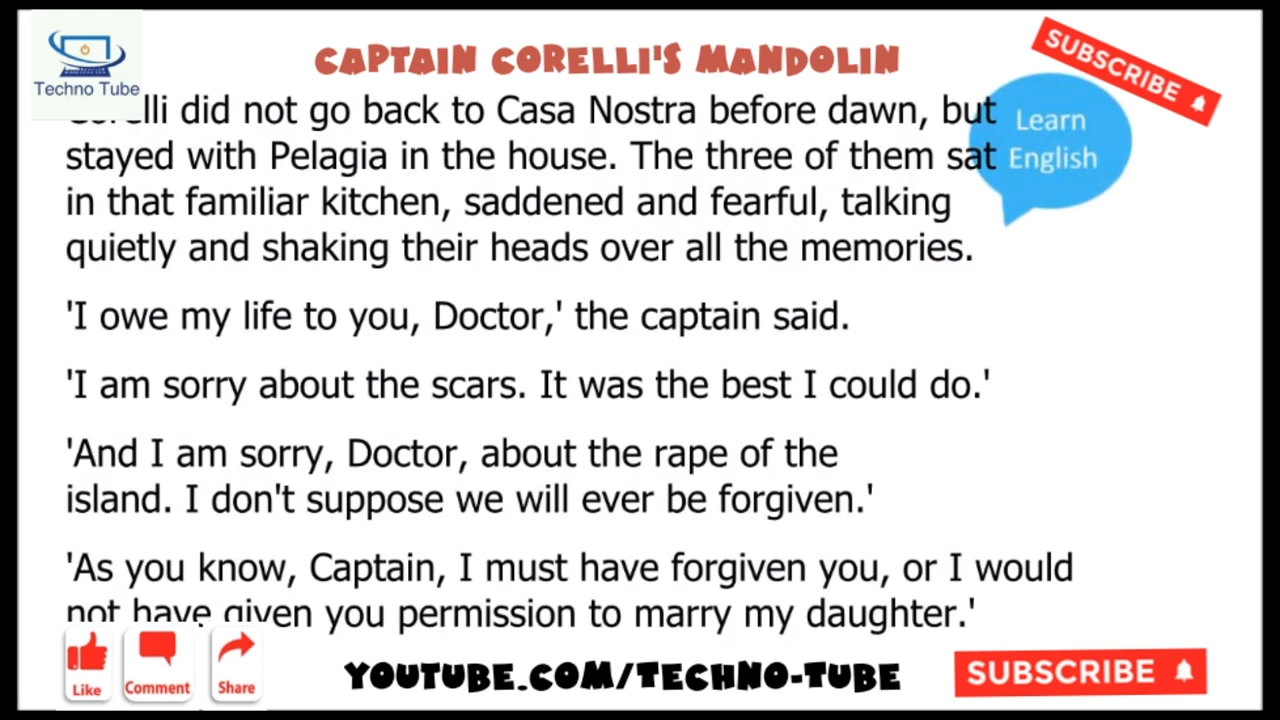 Techno Tube
CAPTAIN CORELLI'S MANDOLIN
SUBSCRIBE
Learn
English
Corelli did not go back to Casa Nostra before dawn, but
stayed with Pelagia in the house. The three of them sat
in that familiar kitchen, saddened and fearful, talking
quietly and shaking their heads over all the memories.
'I owe my life to you, Doctor,' the captain said.
'I am sorry about the scars. It was the best I could do.'
'And I am sorry, Doctor, about the rape of the
island. I don't suppose we will ever be forgiven.'
'As you know, Captain, I must have forgiven you, or I would
not have given you permission to marry my daughter.'
Like
Comment
Share
YOUTUBE.COM/TECHNO-TUBE
SUBSCRIBE